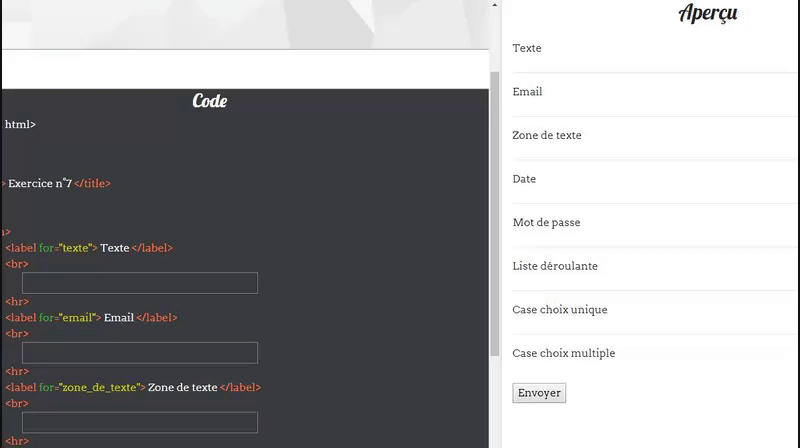 Code
html>
> Exercice n°7 </title>
>
<label for="texte"> Texte </label>
<br>
<hr>
<label for="email"> Email </label>
<br>
<hr>
<label for="zone_de_texte"> Zone de texte </label>
<br>
<hr>
Aperçu
Texte
Email
Zone de texte
Date
Mot de passe
Liste déroulante
Case choix unique
Case choix multiple
Envoyer